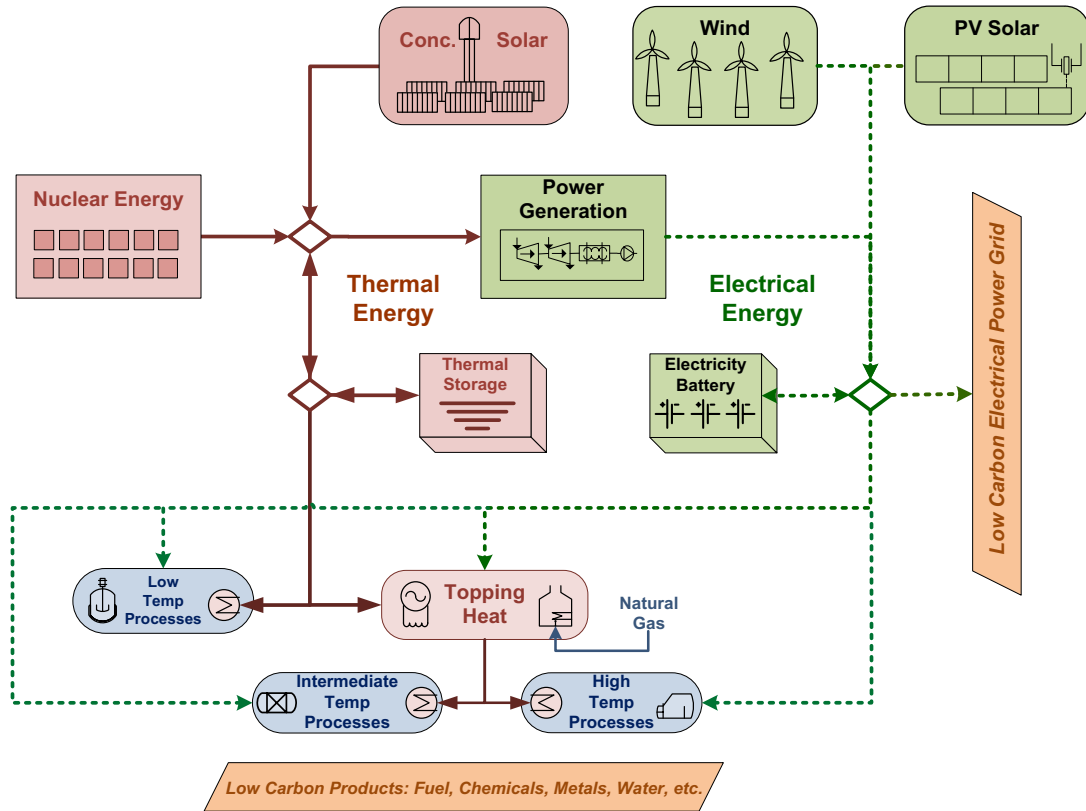 Conc. Solar
Wind
PV Solar
Nuclear Energy
Power
Generation
Thermal
Energy
Electrical
Energy
Thermal
Storage
Electricity
Battery
Low Carbon Electrical Power Grid
Low
Temp
Processes
Topping
Heat
Natural
Gas
Intermediate
Temp
Processes
High
Temp
Processes
Low Carbon Products: Fuel, Chemicals, Metals, Water, etc.